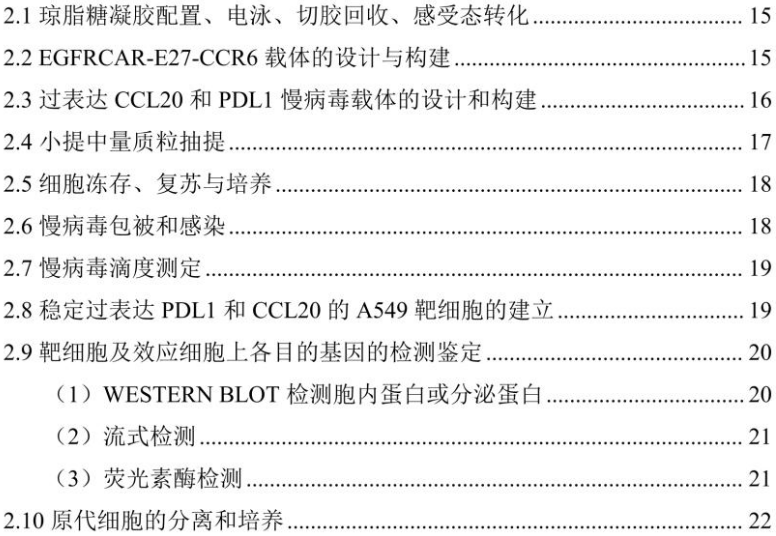 2.1 琼脂糖凝胶配置、电泳、切胶回收、感受态转化 15
2.2 EGFRCAR-E27-CCR6 载体的设计与构建 15
2.3 过表达 CCL20 和 PDL1 慢病毒载体的设计和构建 16
2.4 小提中量质粒抽提 17
2.5 细胞冻存、复苏与培养 18
2.6 慢病毒包被和感染 18
2.7 慢病毒滴度测定 19
2.8 稳定过表达 PDL1 和 CCL20 的 A549 靶细胞的建立 19
2.9 靶细胞及效应细胞上各目的基因的检测鉴定 20
（1）WESTERN BLOT 检测胞内蛋白或分泌蛋白 20
（2）流式检测 21
（3）荧光素酶检测 21
2.10 原代细胞的分离和培养 22